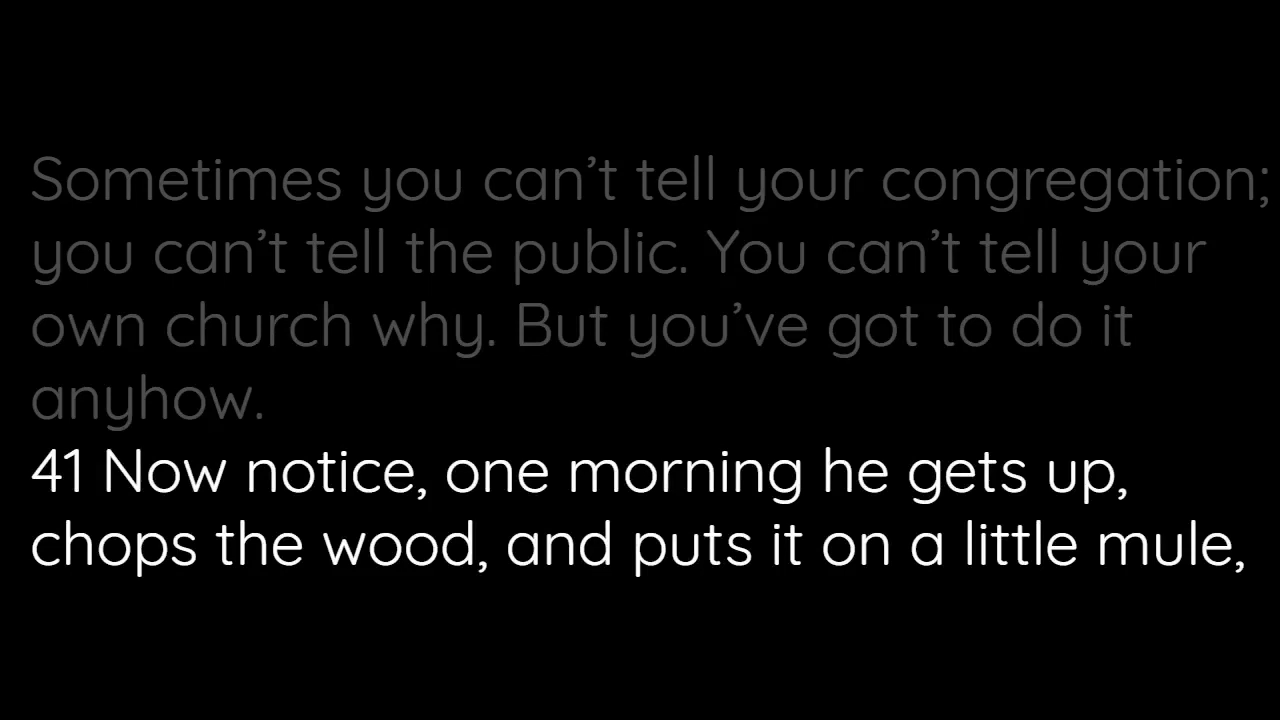 Sometimes you can’t tell your congregation;
you can’t tell the public. You can’t tell your
own church why. But you’ve got to do it
anyhow.
41 Now notice, one morning he gets up,
chops the wood, and puts it on a little mule,